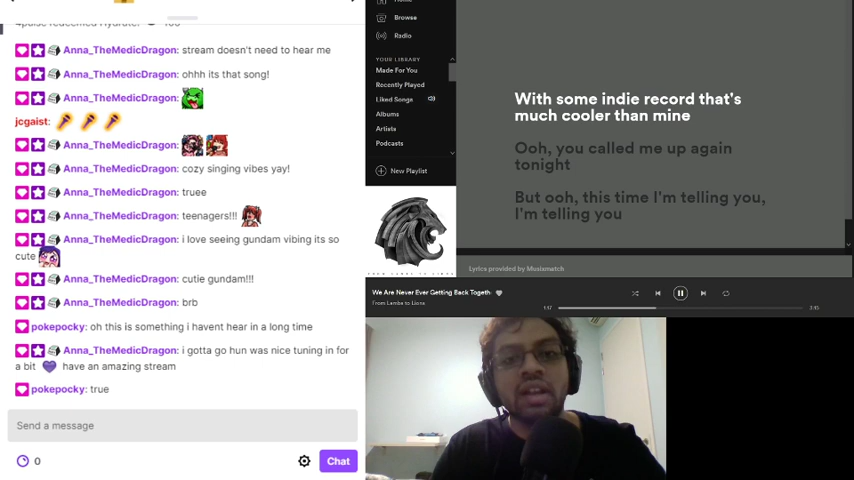 Anna_TheMedicDragon: stream doesn't need to hear me
Anna_TheMedicDragon: ohhh its that song!
Anna_TheMedicDragon:
jcgaist:
Anna_TheMedicDragon:
Anna_TheMedicDragon: cozy singing vibes yay!
Anna_TheMedicDragon: truee
Anna_TheMedicDragon: teenagers!!!
Anna_TheMedicDragon: i love seeing gundam vibing its so
cute
Anna_TheMedicDragon: cutie gundam!!!
Anna_TheMedicDragon: brb
pokepocky: oh this is something i havent hear in a long time
Anna_TheMedicDragon: i gotta go hun was nice tuning in for
a bit have an amazing stream
pokepocky: true
Send a message
0
Chat
Browse
Radio
YOUR LIBRARY
Made For You
Recently Played
Liked Songs
Albums
Artists
Podcasts
New Playlist
With some indie record that's
much cooler than mine
Ooh, you called me up again
tonight
But ooh, this time I'm telling you,
I'm telling you
Lyrics provided by Musixmatch
We Are Never Ever Getting Back Togeth
From Lambs to Lions
1:47
3:15